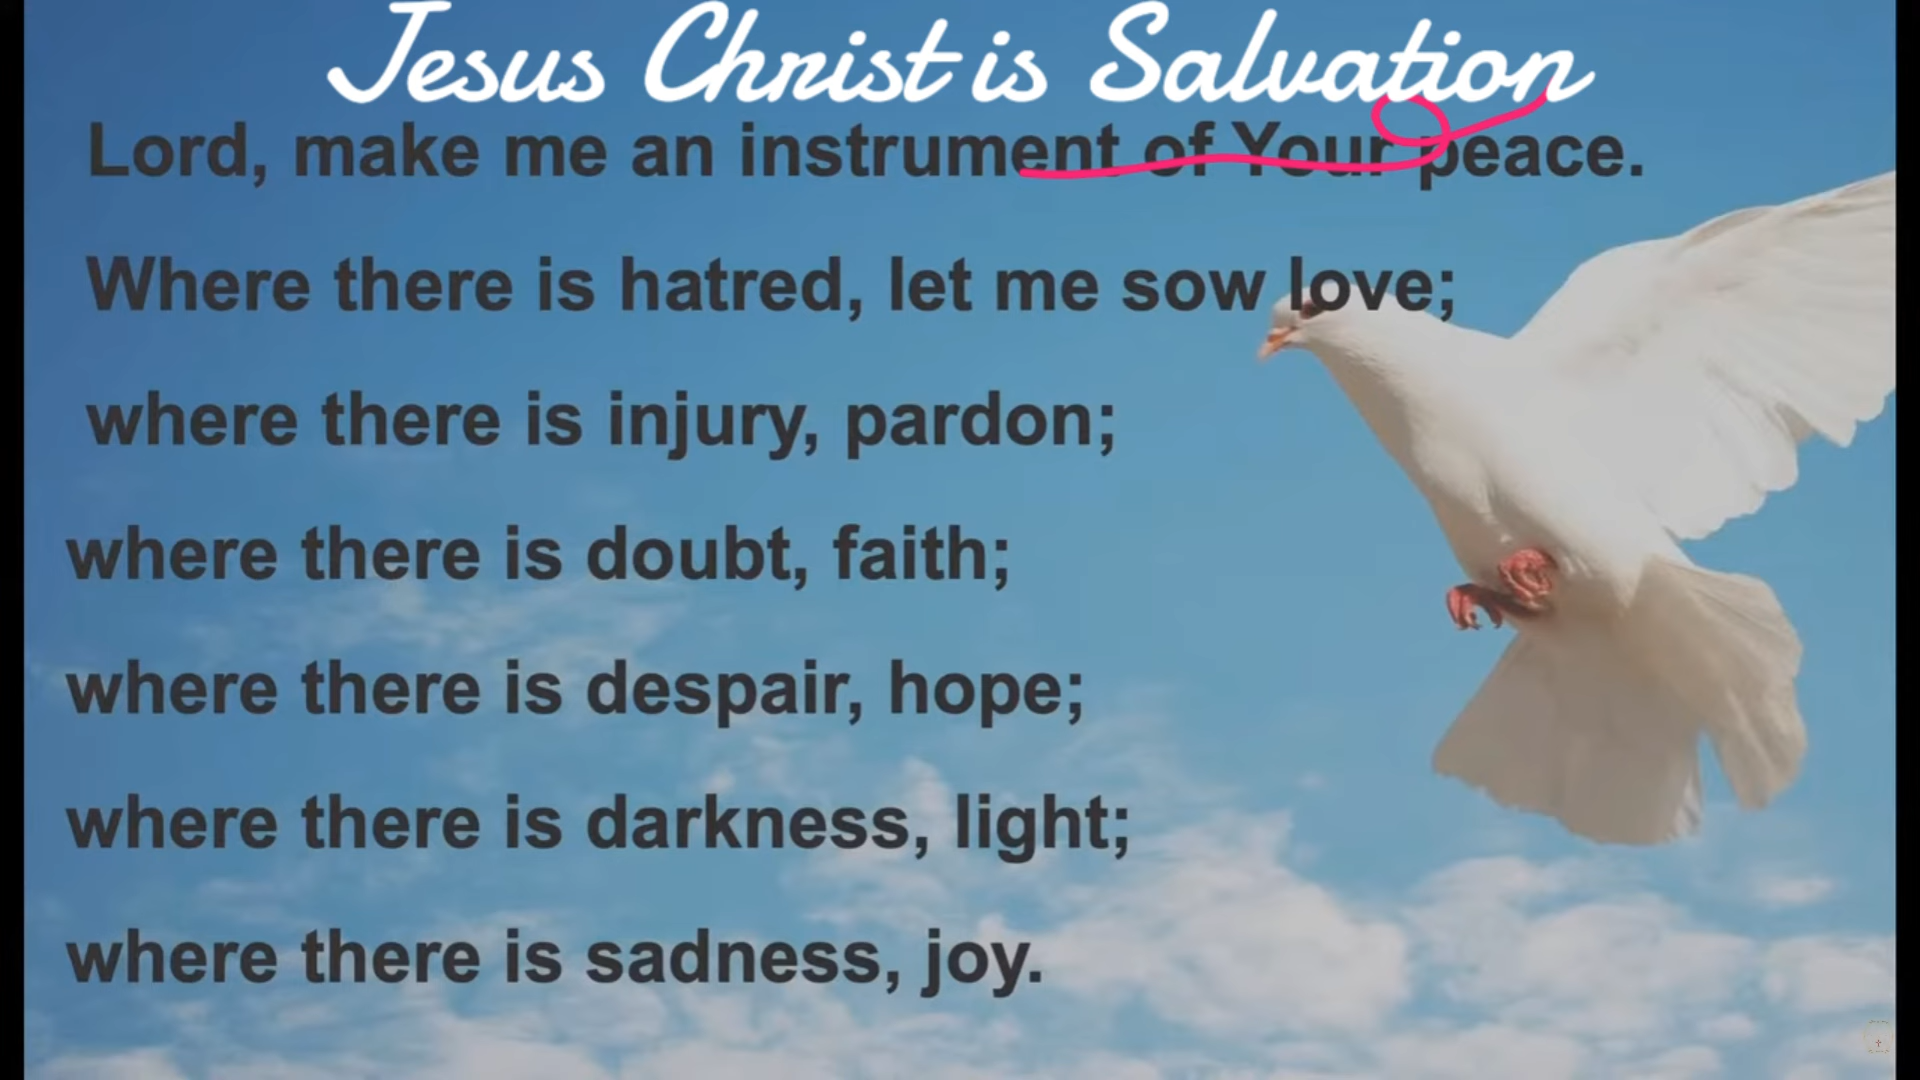 Jesus Christ is Salvation
Lord, make me an instrument of Your peace.
Where there is hatred, let me sow love;
where there is injury, pardon;
where there is doubt, faith;
where there is despair, hope;
where there is darkness, light;
where there is sadness, joy.